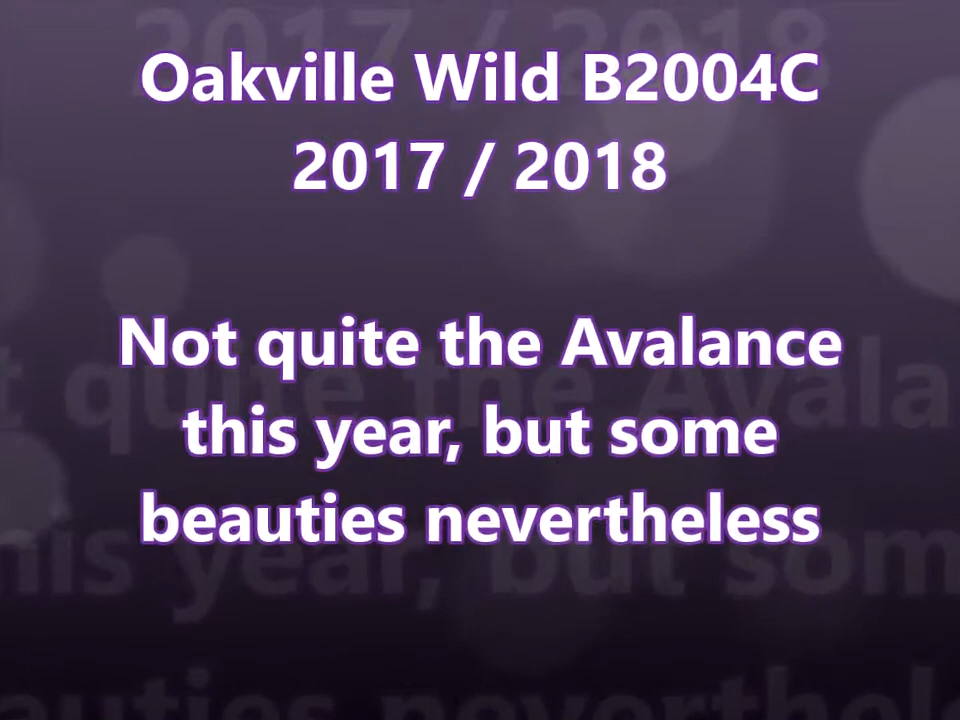 Oakville Wild B2004C
2017 / 2018
Not quite the Avalance
this year, but some
beauties nevertheless